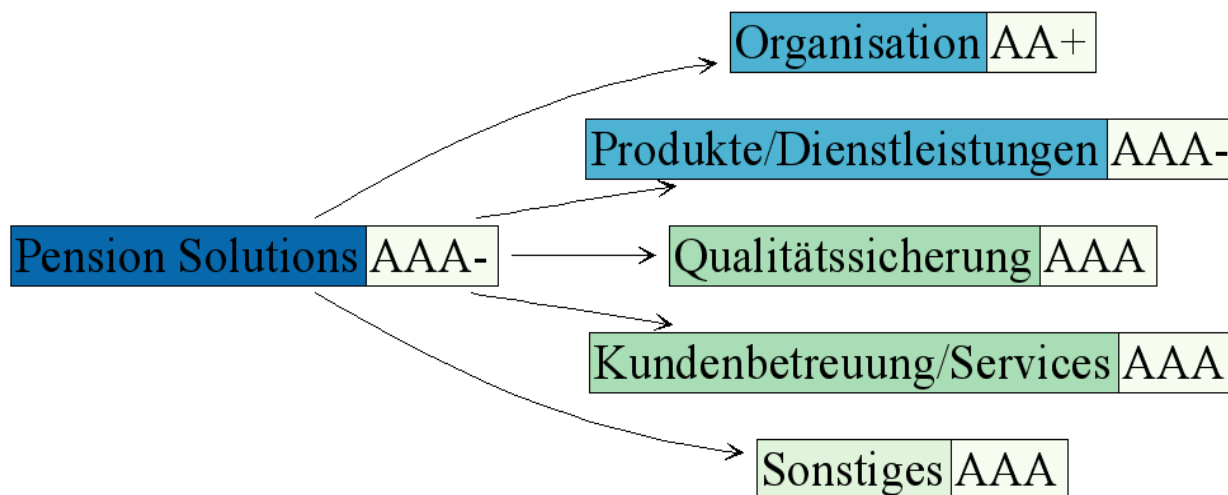 Organisation AA+
Produkte/Dienstleistungen AAA-
Pension Solutions AAA-
Qualitätssicherung AAA
Kundenbetreuung/Services AAA
Sonstiges AAA